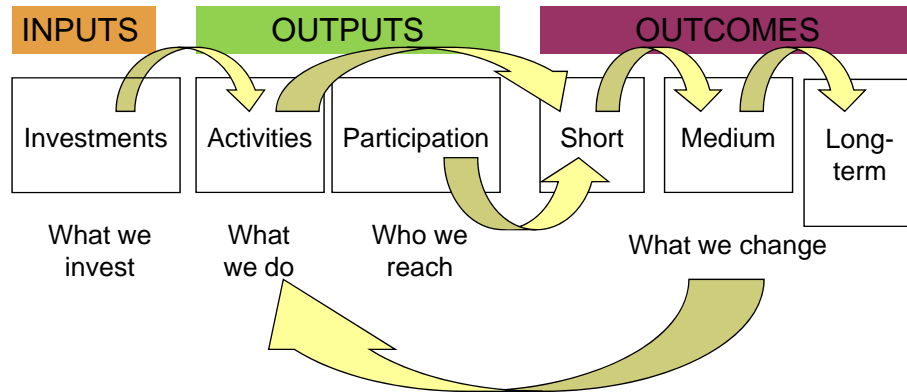 INPUTS
OUTPUTS
OUTCOMES
Investments
Activities
Participation
Short
Medium
Long-
term
What we
invest
What
we do
Who we
reach
What we change